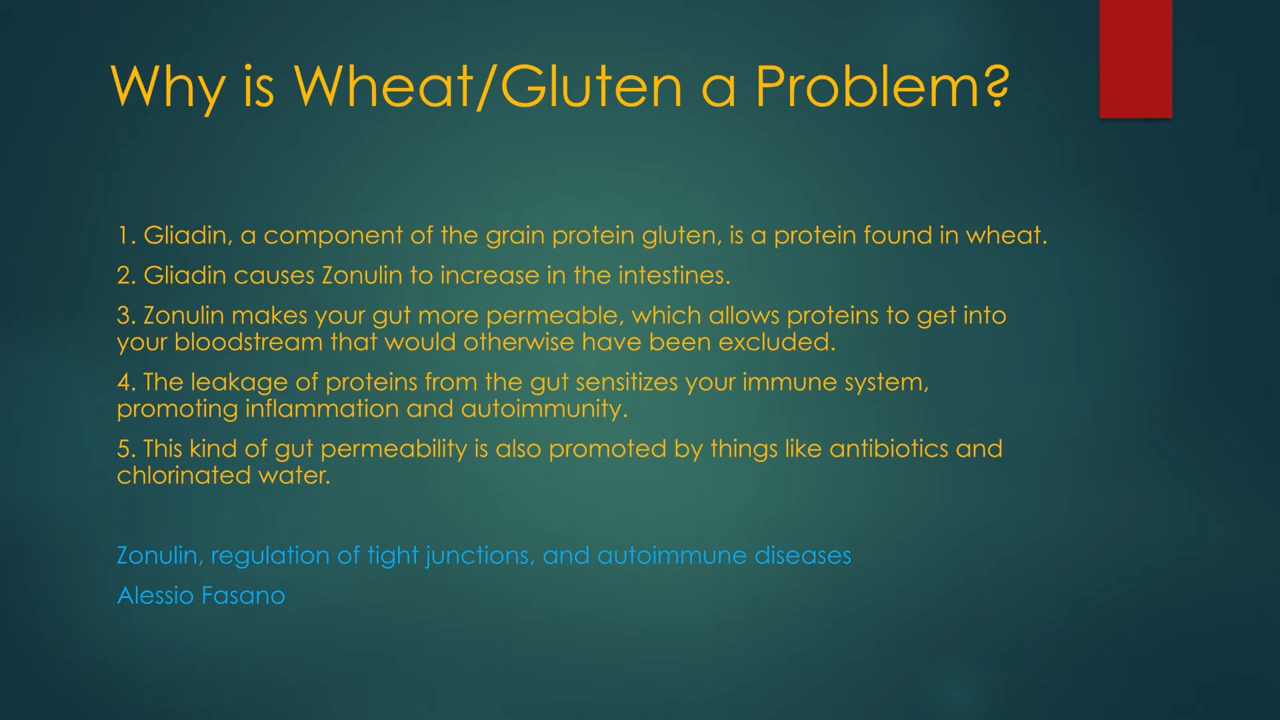 Why is Wheat/Gluten a Problem?
1. Gliadin, a component of the grain protein gluten, is a protein found in wheat.
2. Gliadin causes Zonulin to increase in the intestines.
3. Zonulin makes your gut more permeable, which allows proteins to get into
your bloodstream that would otherwise have been excluded.
4. The leakage of proteins from the gut sensitizes your immune system,
promoting inflammation and autoimmunity.
5. This kind of gut permeability is also promoted by things like antibiotics and
chlorinated water.
Zonulin, regulation of tight junctions, and autoimmune diseases
Alessio Fasano